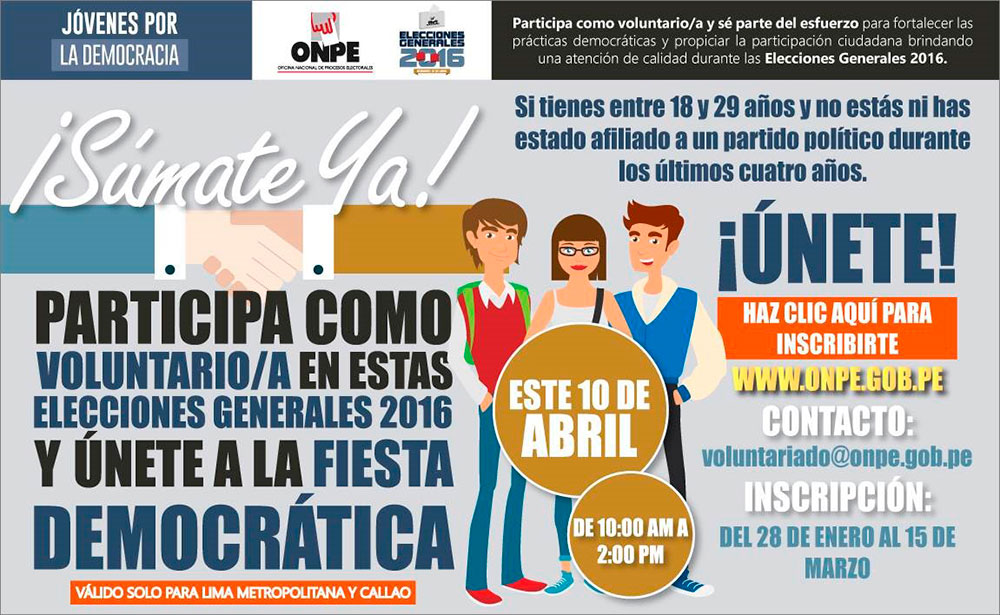 JÓVENES POR
LA DEMOCRACIA
ONPE
OFICINA NACIONAL DE PROCESOS ELECTORALES
ELECCIONES
GENERALES
2016
Participa como voluntario/a y sé parte del esfuerzo para fortalecer las
prácticas democráticas y propiciar la participación ciudadana brindando
una atención de calidad durante las Elecciones Generales 2016.
¡Súmate Ya!
Si tienes entre 18 y 29 años y no estás ni has
estado afiliado a un partido político durante
los últimos cuatro años.
PARTICIPA COMO
VOLUNTARIO/A EN ESTAS
ELECCIONES GENERALES 2016
Y ÚNETE A LA FIESTA
DEMOCRÁTICA
VÁLIDO SOLO PARA LIMA METROPOLITANA Y CALLAO
ESTE 10 DE
ABRIL
DE 10:00 AM A
2:00 PM
¡ÚNETE!
HAZ CLIC AQUÍ PARA
INSCRIBIRTE
WWW.ONPE.GOB.PE
CONTACTO:
voluntariado@onpe.gob.pe
INSCRIPCIÓN:
DEL 28 DE ENERO AL 15 DE
MARZO